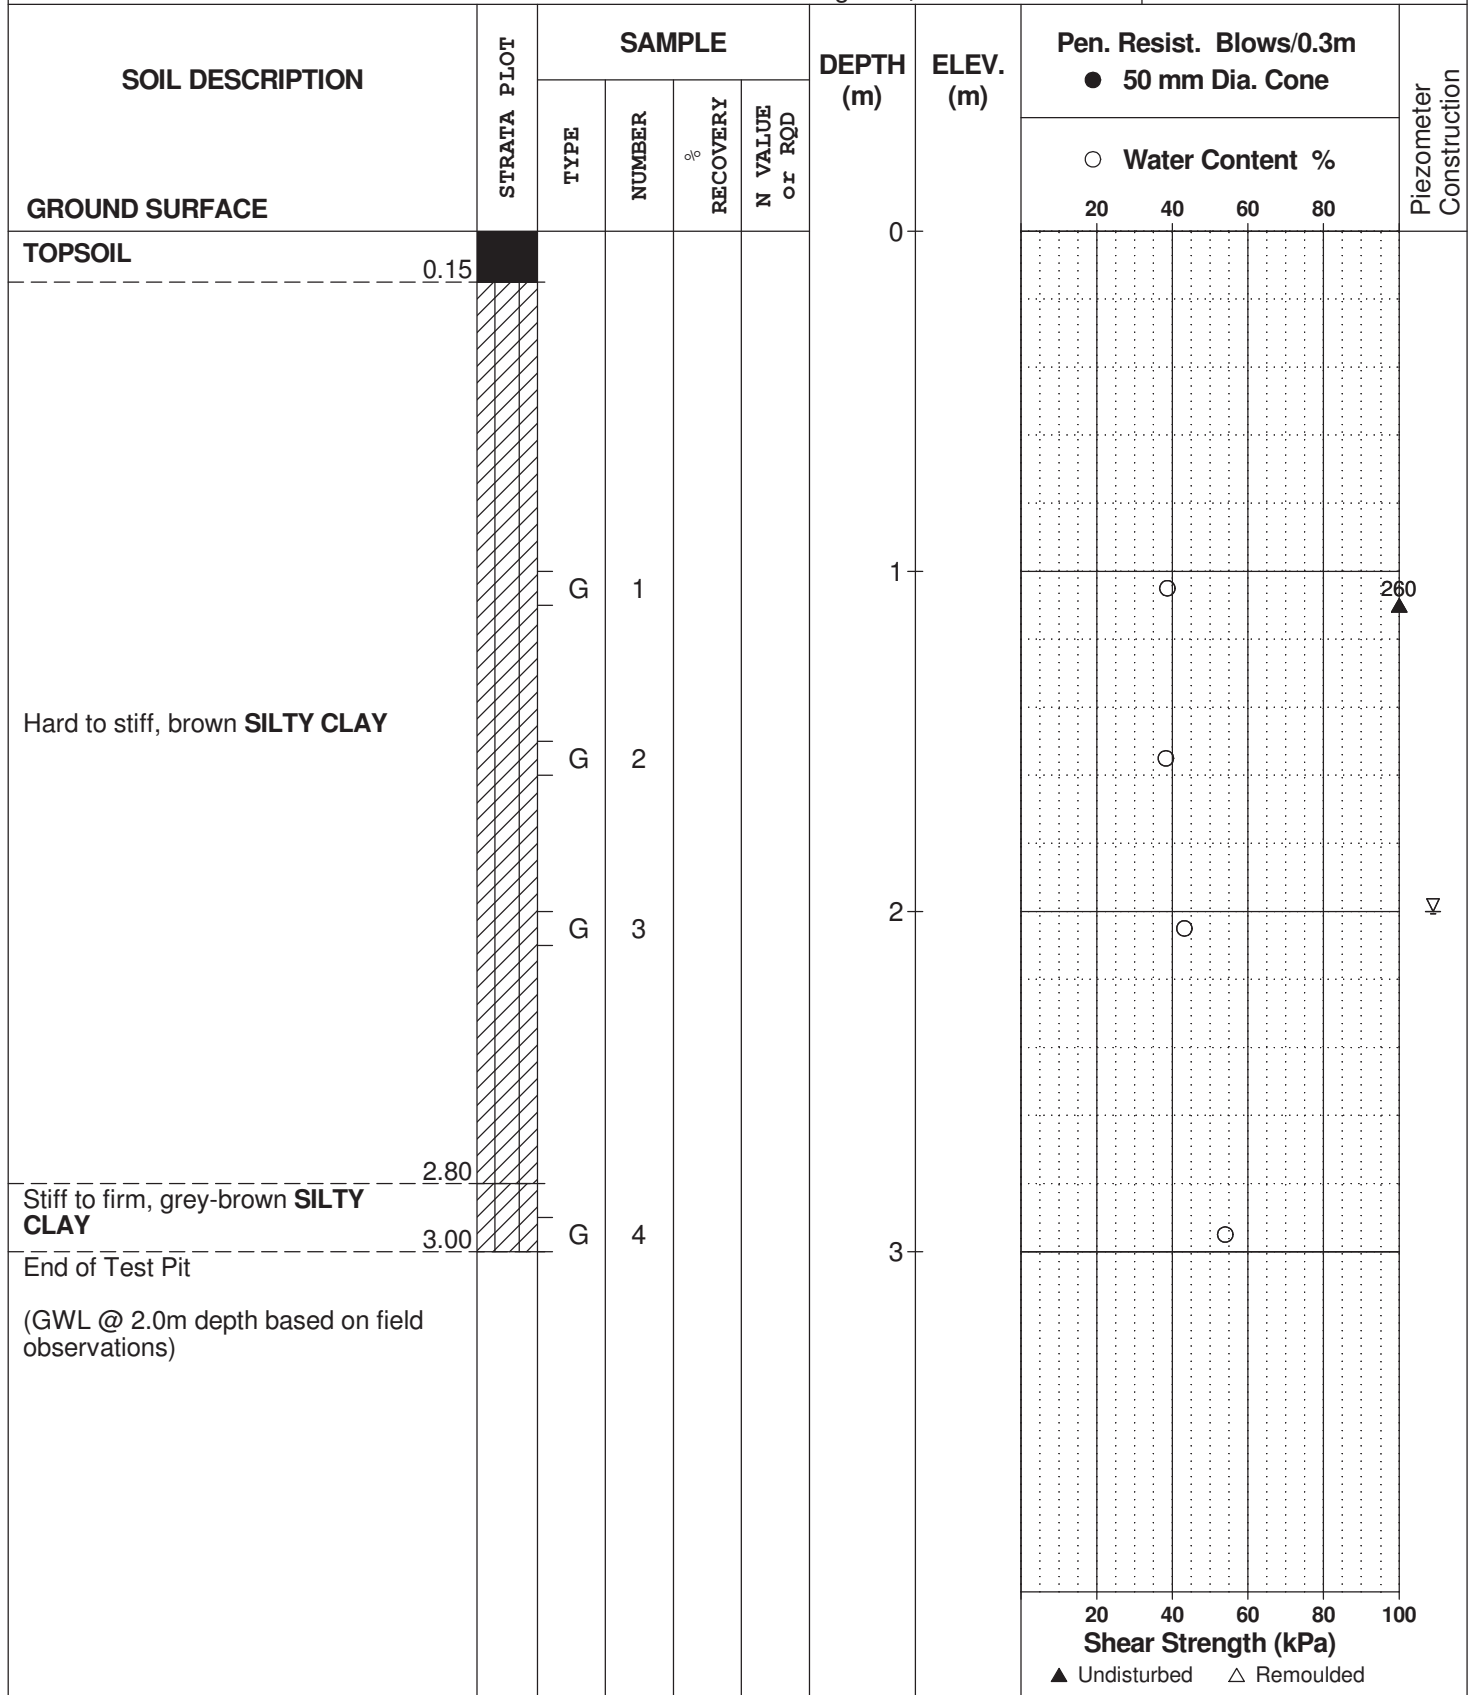 SOIL DESCRIPTION
GROUND SURFACE
STRATA PLOT
SAMPLE
TYPE
NUMBER
%
RECOVERY
N VALUE
or RQD
DEPTH
(m)
ELEV.
(m)
Pen. Resist. Blows/0.3m
● 50 mm Dia. Cone
○ Water Content %
20 40 60 80
Piezometer
Construction
TOPSOIL
0.15
0
G 1
1
260
Hard to stiff, brown SILTY CLAY
G 2
G 3
2
2.80
Stiff to firm, grey-brown SILTY
CLAY
3.00
G 4
3
End of Test Pit
(GWL @ 2.0m depth based on field
observations)
20 40 60 80 100
Shear Strength (kPa)
▲ Undisturbed △ Remoulded